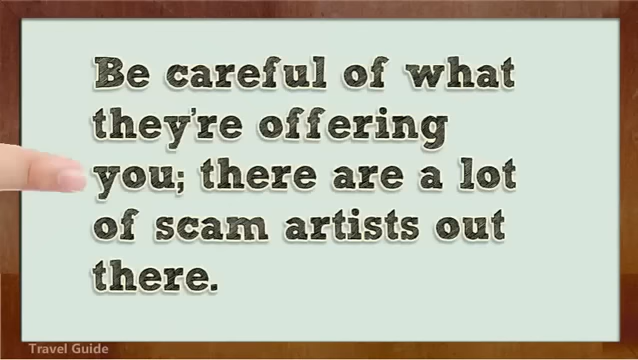 Be careful of what
they're offering
you; there are a lot
of scam artists out
there.
Travel Guide